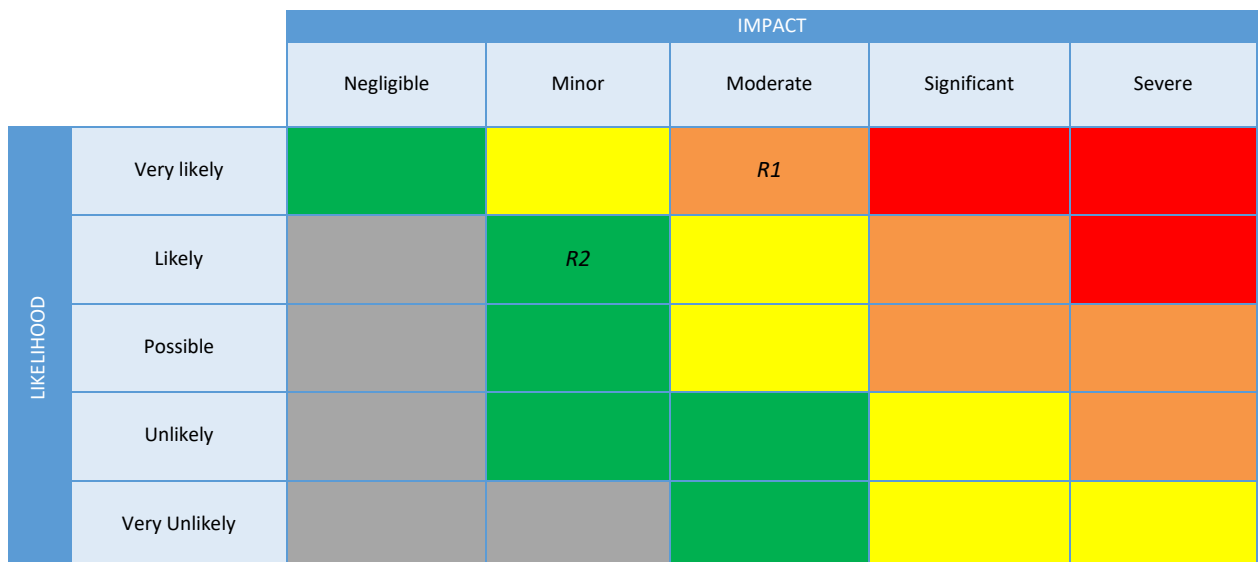 IMPACT
Negligible Minor Moderate Significant Severe
LIKELIHOOD
Very likely R1
Likely R2
Possible
Unlikely
Very Unlikely